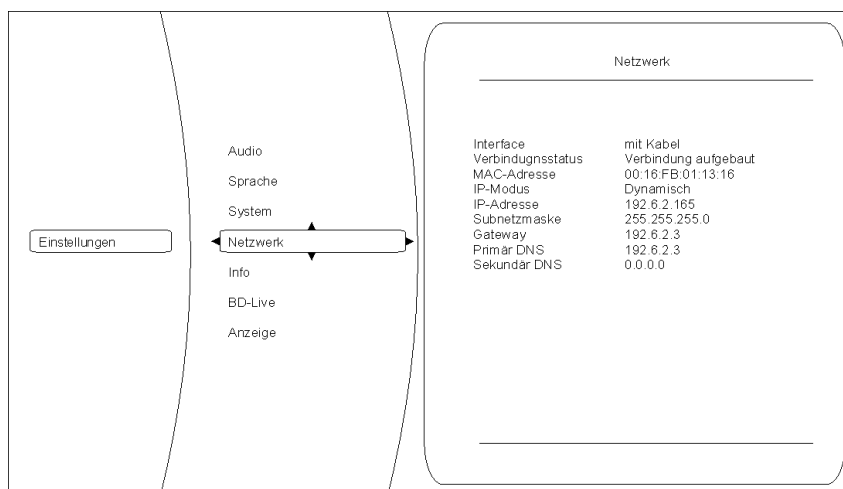 Einstellungen
Audio
Sprache
System
Netzwerk
Info
BD-Live
Anzeige
Netzwerk
Interface mit Kabel
Verbindugnsstatus Verbindung aufgebaut
MAC-Adresse 00:16:FB:01:13:16
IP-Modus Dynamisch
IP-Adresse 192.6.2.165
Subnetzmaske 255.255.255.0
Gateway 192.6.2.3
Primär DNS 192.6.2.3
Sekundär DNS 0.0.0.0